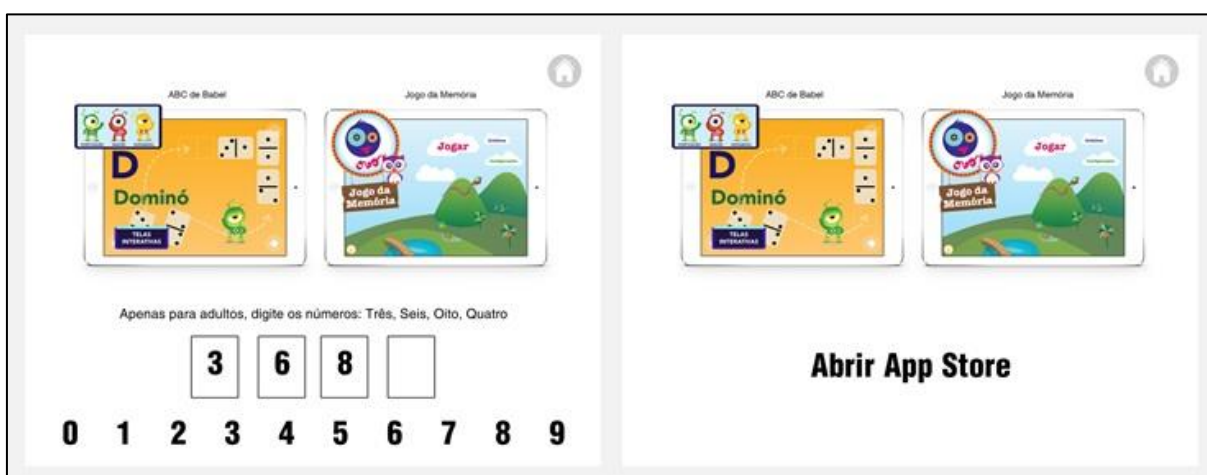 ABC de Babel
Jogo da Memória
D
Dominó
TELAS
INTERATIVAS
Jogar
Jogo da
Memória
Apenas para adultos, digite os números: Três, Seis, Oito, Quatro
3 6 8
0 1 2 3 4 5 6 7 8 9
ABC de Babel
Jogo da Memória
D
Dominó
TELAS
INTERATIVAS
Jogar
Jogo da
Memória
Abrir App Store